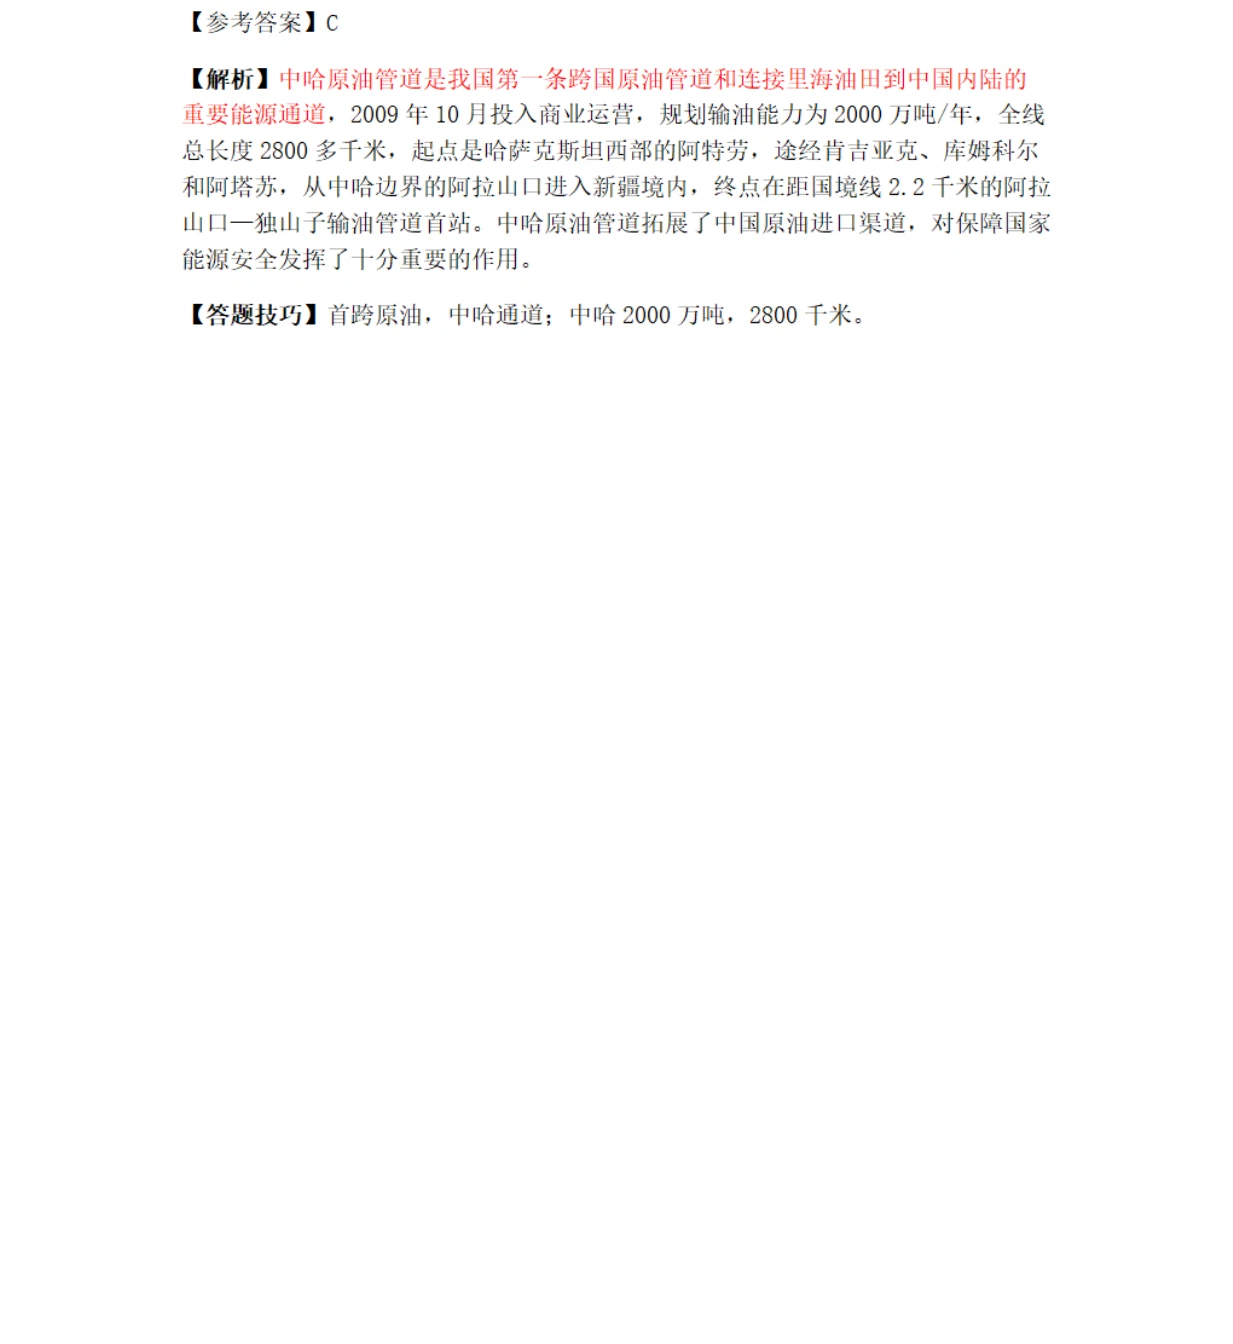 【参考答案】C
【解析】中哈原油管道是我国第一条跨国原油管道和连接里海油田到中国内陆的
重要能源通道，2009 年 10 月投入商业运营，规划输油能力为 2000 万吨/年，全线
总长度 2800 多千米，起点是哈萨克斯坦西部的阿特劳，途经肯吉亚克、库姆科尔
和阿塔苏，从中哈边界的阿拉山口进入新疆境内，终点在距国境线 2.2 千米的阿拉
山口—独山子输油管道首站。中哈原油管道拓展了中国原油进口渠道，对保障国家
能源安全发挥了十分重要的作用。
【答题技巧】首跨原油，中哈通道；中哈 2000 万吨，2800 千米。